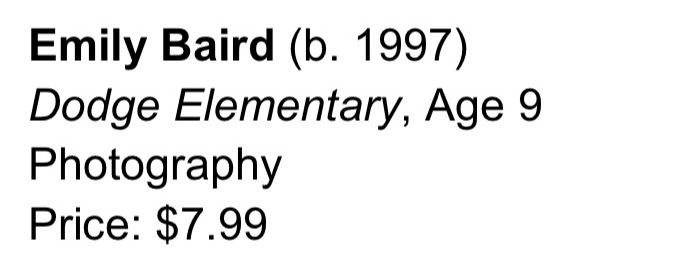 Emily Baird (b. 1997)
Dodge Elementary, Age 9
Photography
Price: $7.99